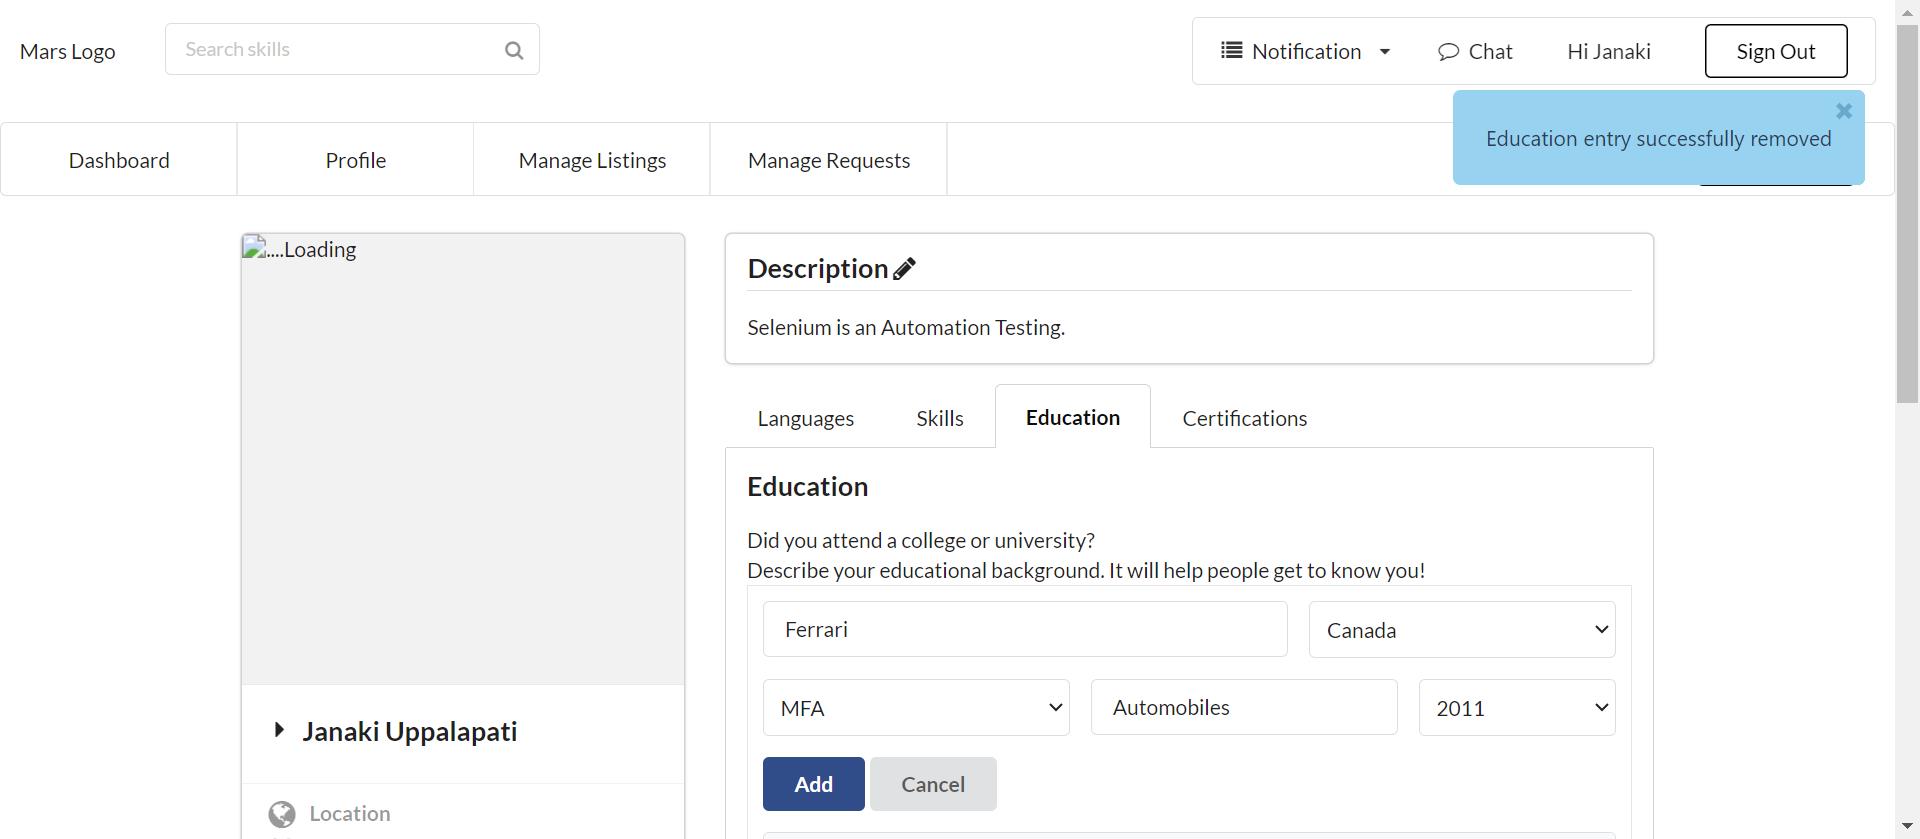 Mars Logo
Search skills
Notification
Chat
Hi Janaki
Sign Out
Education entry successfully removed
Dashboard
Profile
Manage Listings
Manage Requests
....Loading
Description
Selenium is an Automation Testing.
Languages
Skills
Education
Certifications
Education
Did you attend a college or university?
Describe your educational background. It will help people get to know you!
Ferrari
Canada
MFA
Automobiles
2011
Add
Cancel
Janaki Uppalapati
Location